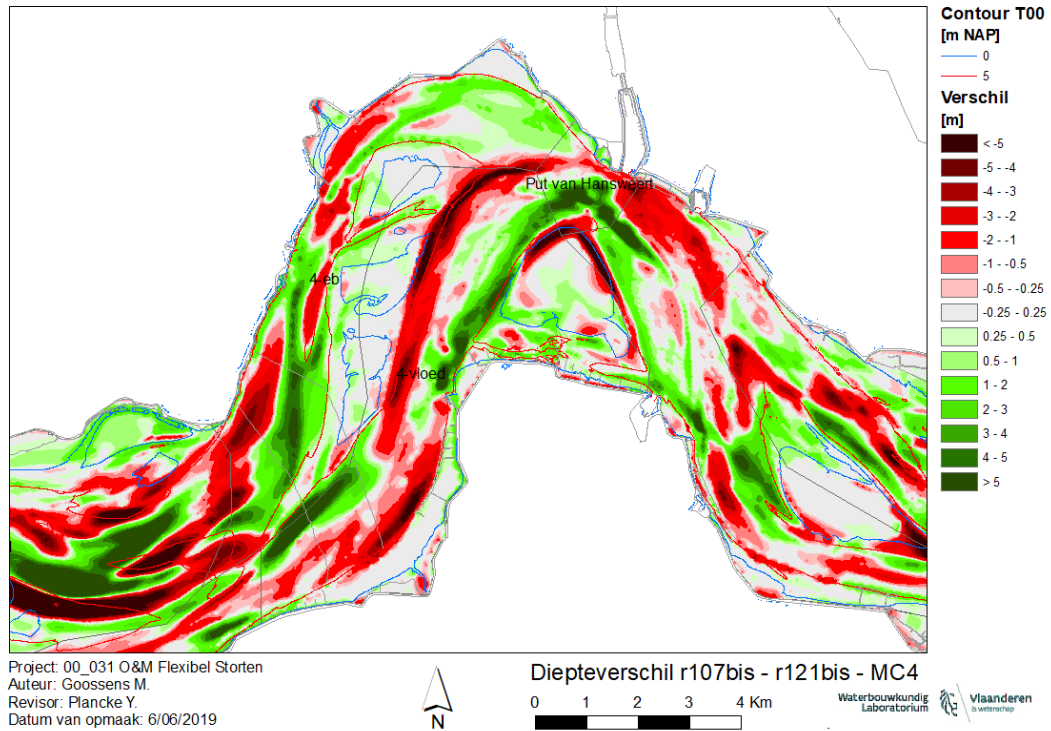 Contour T00
[m NAP]
0
5
Verschil
[m]
< -5
-5 - -4
-4 - -3
-3 - -2
-2 - -1
-1 - -0.5
-0.5 - -0.25
-0.25 - 0.25
0.25 - 0.5
0.5 - 1
1 - 2
2 - 3
3 - 4
4 - 5
> 5
Put van Hansweert
4-eb
4-vloed
Project: 00_031 O&M Flexibel Storten
Auteur: Goossens M.
Revisor: Plancke Y.
Datum van opmaak: 6/06/2019
N
Diepteverschil r107bis - r121bis - MC4
0 1 2 3 4 Km
Waterbouwkundig
Laboratorium
Vlaanderen
is wetenschap